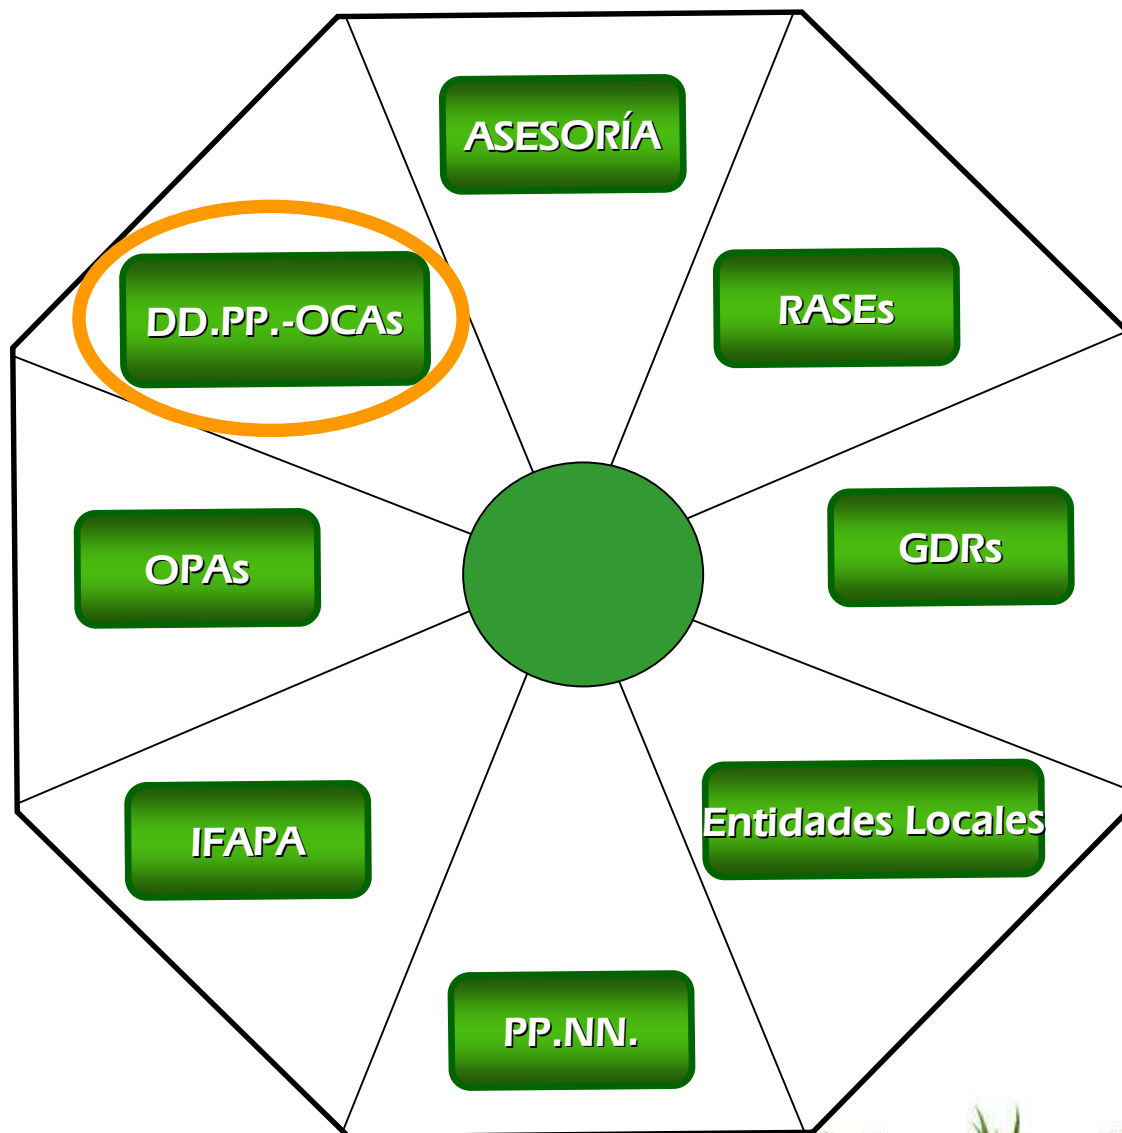 ASESORÍA
DD.PP.-OCAs
RASEs
OPAs
GDRs
IFAPA
Entidades Locales
PP.NN.